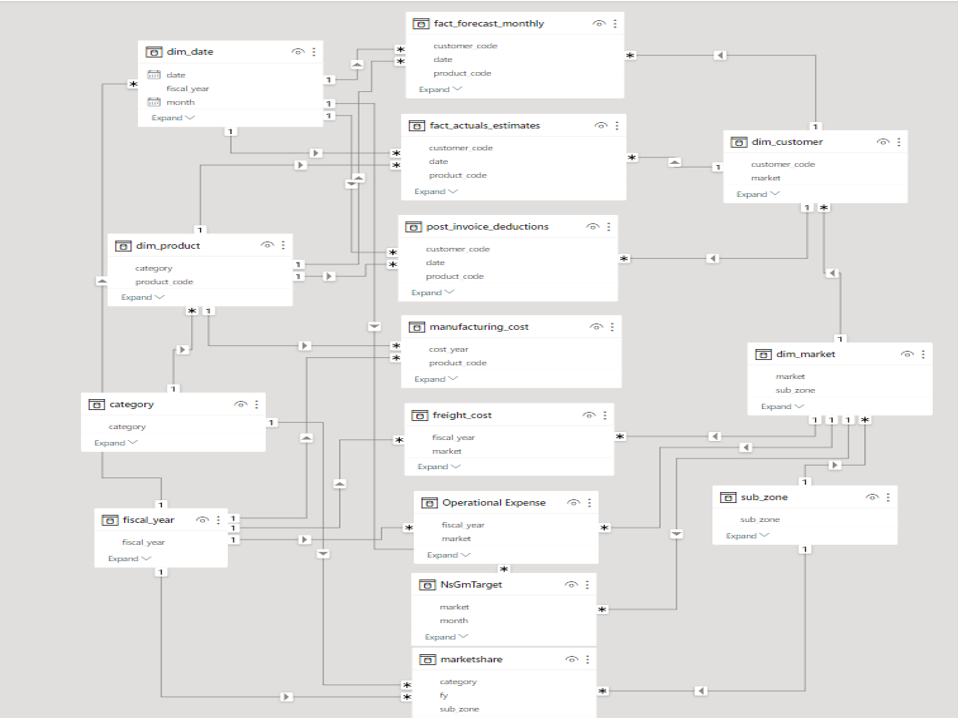 fact_forecast_monthly
customer_code
date
product_code
Expand
dim_date
date
fiscal_year
month
Expand
fact_actuals_estimates
customer_code
date
product_code
Expand
dim_customer
customer_code
market
Expand
dim_product
category
product_code
Expand
post_invoice_deductions
customer_code
date
product_code
Expand
manufacturing_cost
cost_year
product_code
Expand
dim_market
market
sub_zone
Expand
category
category
Expand
freight_cost
fiscal_year
market
Expand
fiscal_year
fiscal_year
Expand
Operational Expense
fiscal_year
market
Expand
sub_zone
sub_zone
Expand
NsGmTarget
market
month
Expand
marketshare
category
fy
sub_zone